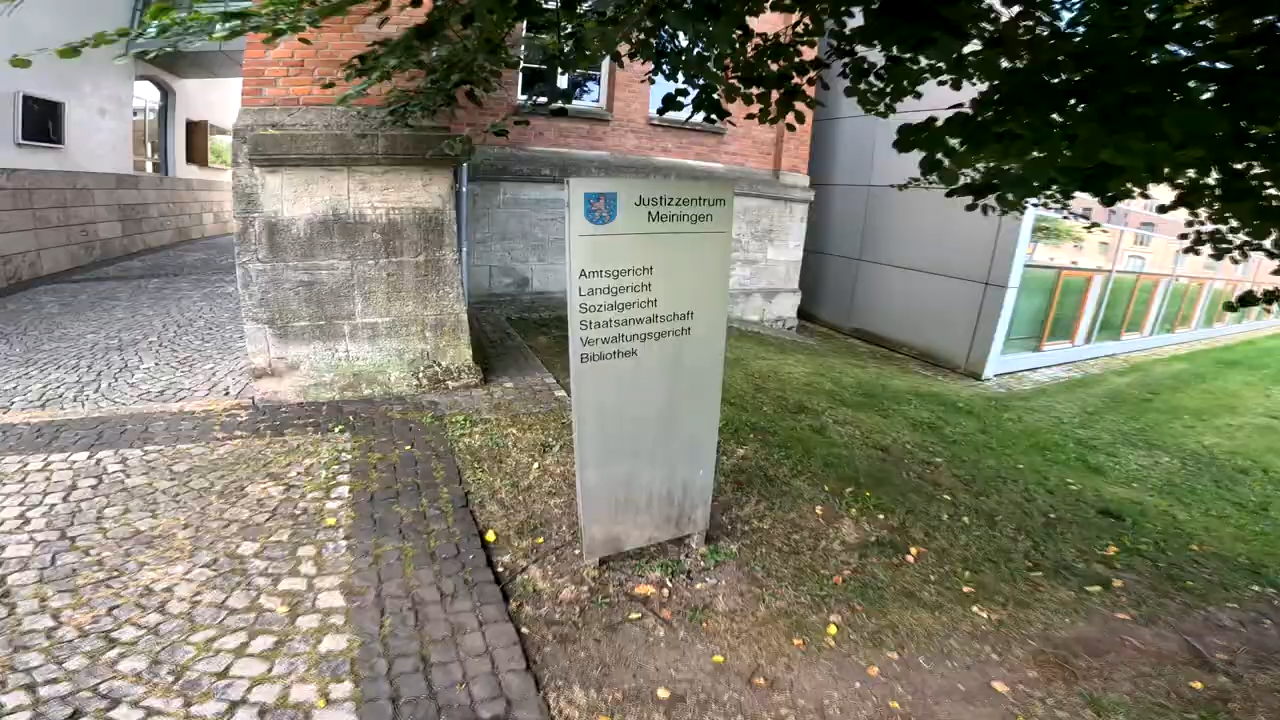 Justizzentrum
Meiningen
Amtsgericht
Landgericht
Sozialgericht
Staatsanwaltschaft
Verwaltungsgericht
Bibliothek